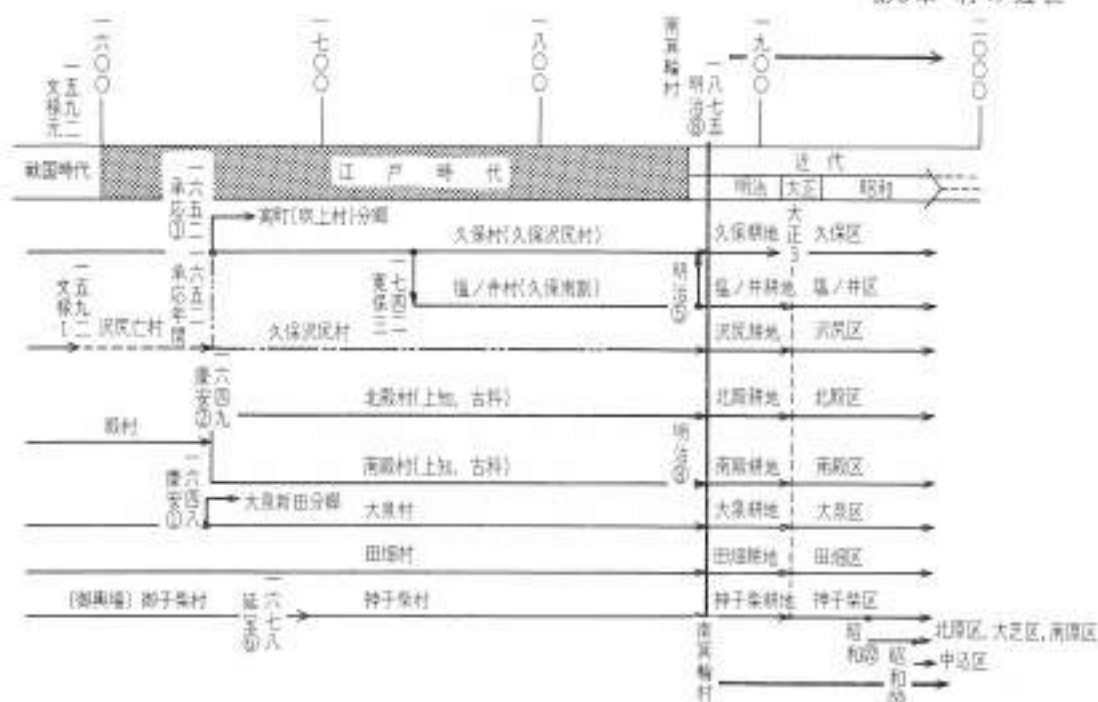 一六〇〇
一七〇〇
一八〇〇
南箕輪村
一九〇〇
二〇〇〇
一五九二
文禄元
一八七五
明治⑧
戦国時代
江戸時代
近代
明治
大正
昭和
一六五二
承応①
高町(吹上村)分郷
久保村(久保沢尻村)
久保耕地
大正3
久保区
一五九二
文禄
沢尻亡村
一六五二
承応年間
久保沢尻村
一七四二
寛保二
塩ノ井村(久保南割)
明治
塩ノ井耕地
塩ノ井区
沢尻耕地
沢尻区
一六四九
慶安②
北殿村(上知、古料)
北殿耕地
北殿区
殿村
南殿村(上知、古料)
明治
南殿耕地
南殿区
一六四八
慶安①
大泉新田分郷
大泉村
大泉耕地
大泉区
田畑村
田畑耕地
田畑区
御子柴村
一六七八
延宝⑥
神子柴村
神子柴耕地
神子柴区
南箕輪村
昭和
北原区,大芝区,南原区
昭和
中込区